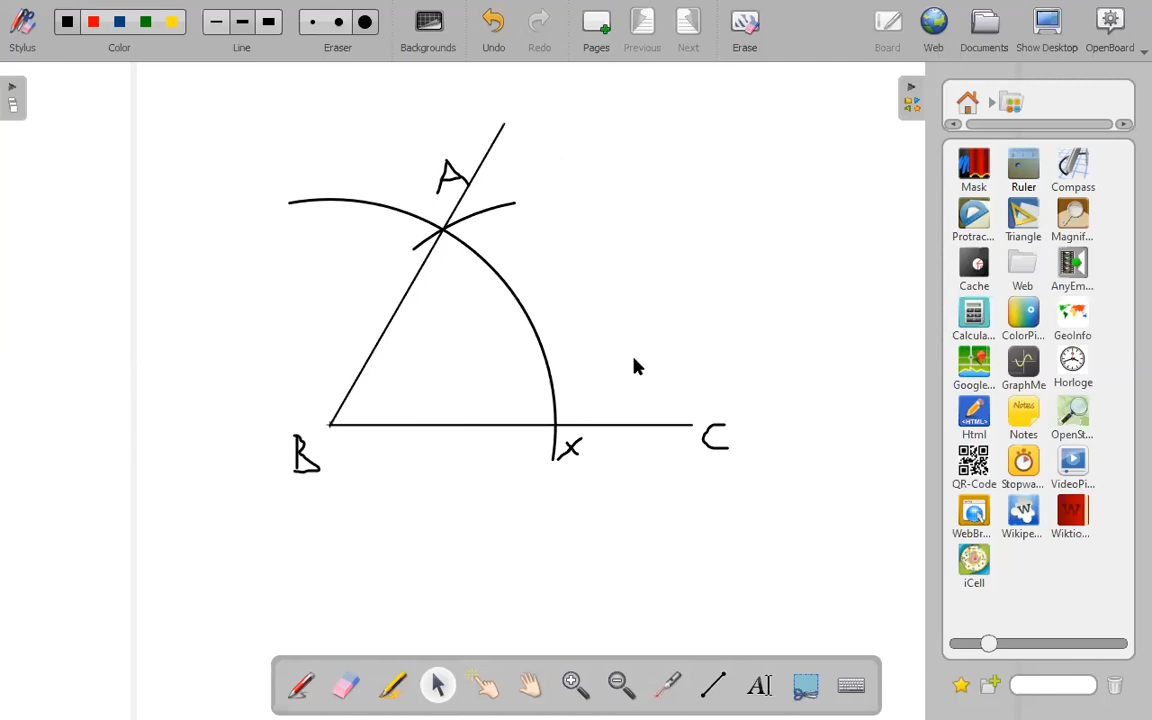 Stylus Color Line Eraser Backgrounds Undo Redo Pages Previous Next Erase Board Web Documents Show Desktop OpenBoard
A
B
X
C
Mask Ruler Compass
Protrac... Triangle Magnif...
Cache Web AnyEm...
Calcula... ColorPi... GeoInfo
Google... GraphMe Horloge
Html Notes OpenSt...
QR-Code Stopwa... VideoPi...
WebBr... Wikipe... Wiktio...
iCell